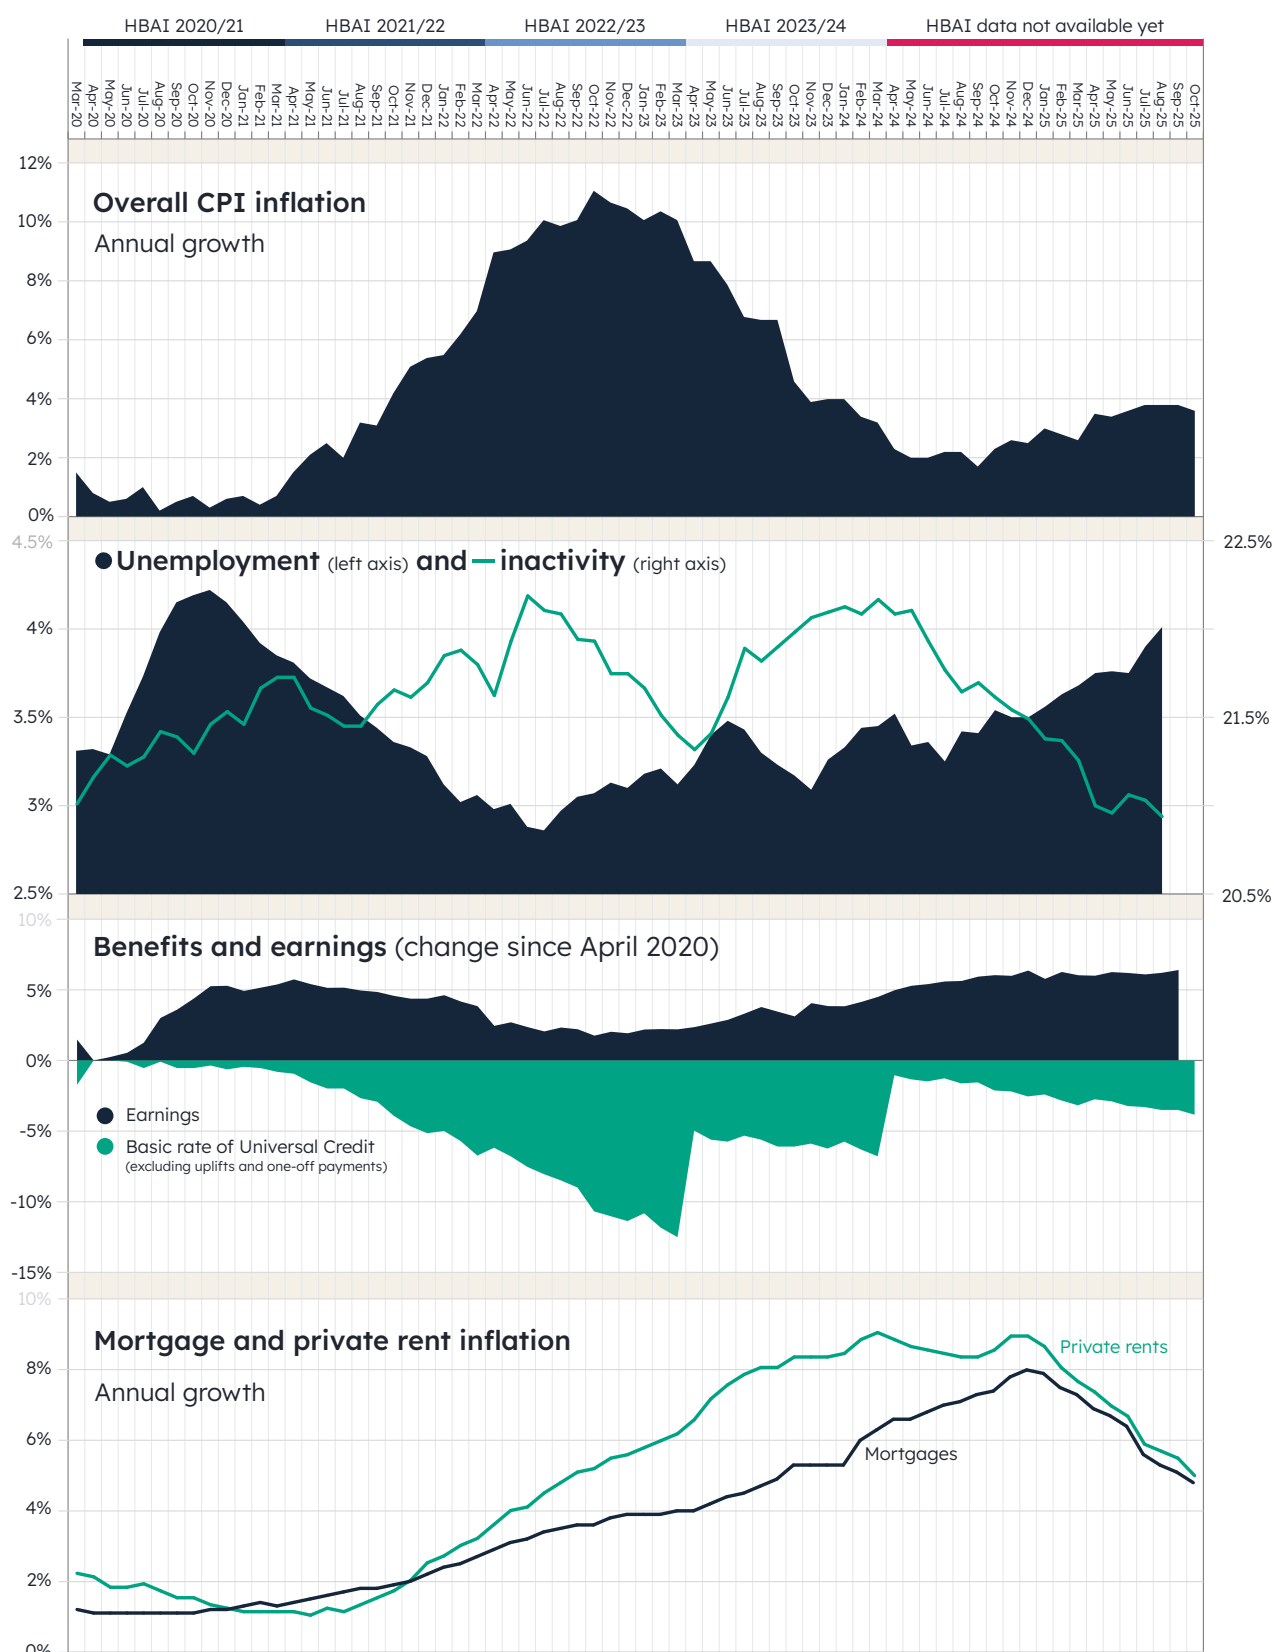 HBAI 2020/21
HBAI 2021/22
HBAI 2022/23
HBAI 2023/24
HBAI data not available yet
Mar-20
Apr-20
May-20
Jun-20
Jul-20
Aug-20
Sep-20
Oct-20
Nov-20
Dec-20
Jan-21
Feb-21
Mar-21
Apr-21
May-21
Jun-21
Jul-21
Aug-21
Sep-21
Oct-21
Nov-21
Dec-21
Jan-22
Feb-22
Mar-22
Apr-22
May-22
Jun-22
Jul-22
Aug-22
Sep-22
Oct-22
Nov-22
Dec-22
Jan-23
Feb-23
Mar-23
Apr-23
May-23
Jun-23
Jul-23
Aug-23
Sep-23
Oct-23
Nov-23
Dec-23
Jan-24
Feb-24
Mar-24
Apr-24
May-24
Jun-24
Jul-24
Aug-24
Sep-24
Oct-24
Nov-24
Dec-24
Jan-25
Feb-25
Mar-25
Apr-25
May-25
Jun-25
Jul-25
Aug-25
Sep-25
Oct-25
12%
Overall CPI inflation
10%
Annual growth
8%
6%
4%
2%
0%
4.5%
22.5%
Unemployment (left axis) and inactivity (right axis)
4%
3.5%
21.5%
3%
2.5%
20.5%
10%
Benefits and earnings (change since April 2020)
5%
0%
Earnings
-5%
Basic rate of Universal Credit
(excluding uplifts and one-off payments)
-10%
-15%
10%
Mortgage and private rent inflation
Private rents
8%
Annual growth
6%
Mortgages
4%
2%
0%